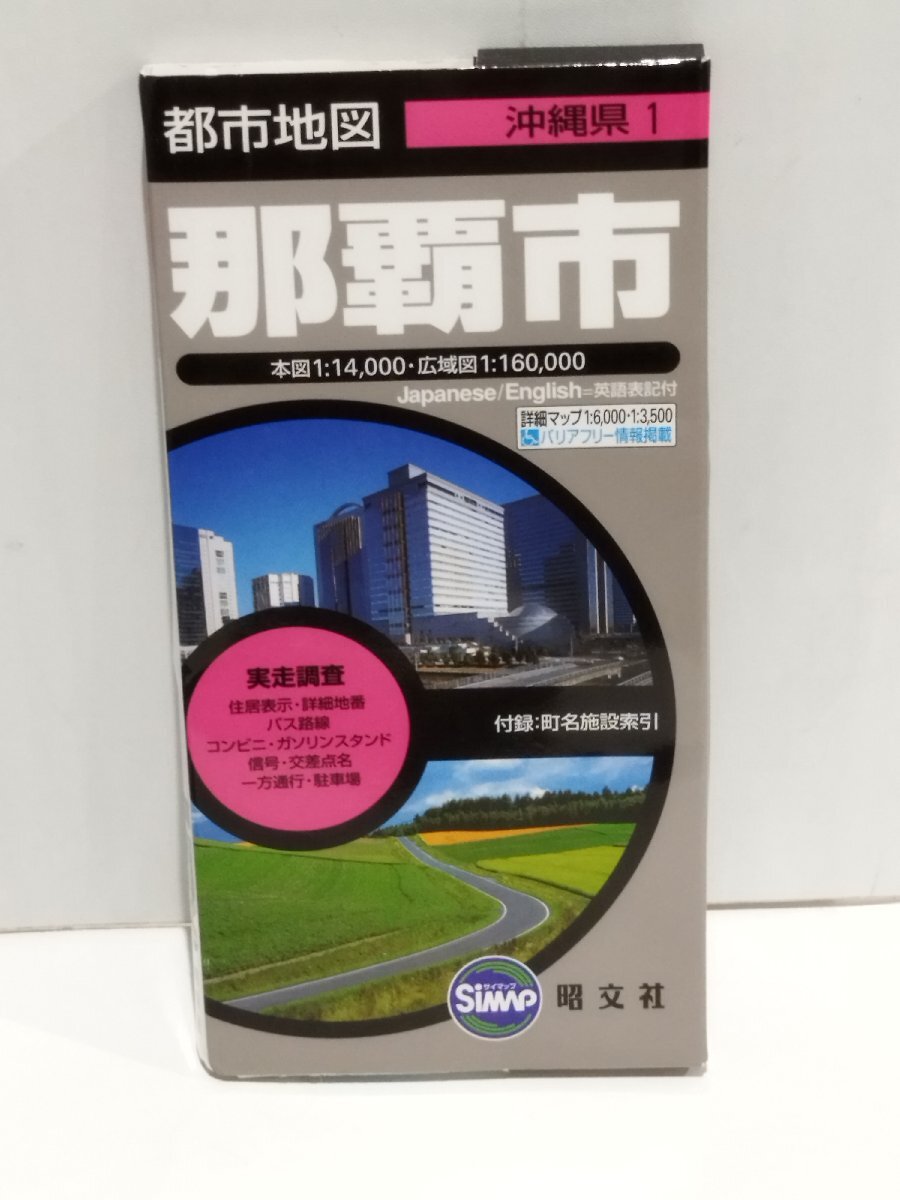 都市地図
沖縄県 1
那覇市
本図1:14,000・広域図1:160,000
Japanese/English=英語表記付
詳細マップ1:6,000・1:3,500
バリアフリー情報掲載
実走調査
住居表示・詳細地番
バス路線
コンビニ・ガソリンスタンド
信号・交差点名
一方通行・駐車場
付録:町名施設索引
サイマップ
SiMAP
昭文社